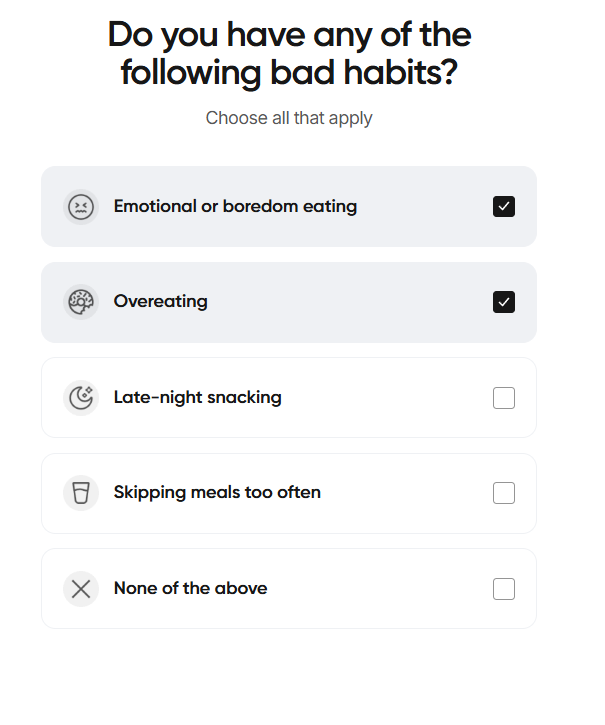 Do you have any of the
following bad habits?
Choose all that apply
Emotional or boredom eating
Overeating
Late-night snacking
Skipping meals too often
None of the above